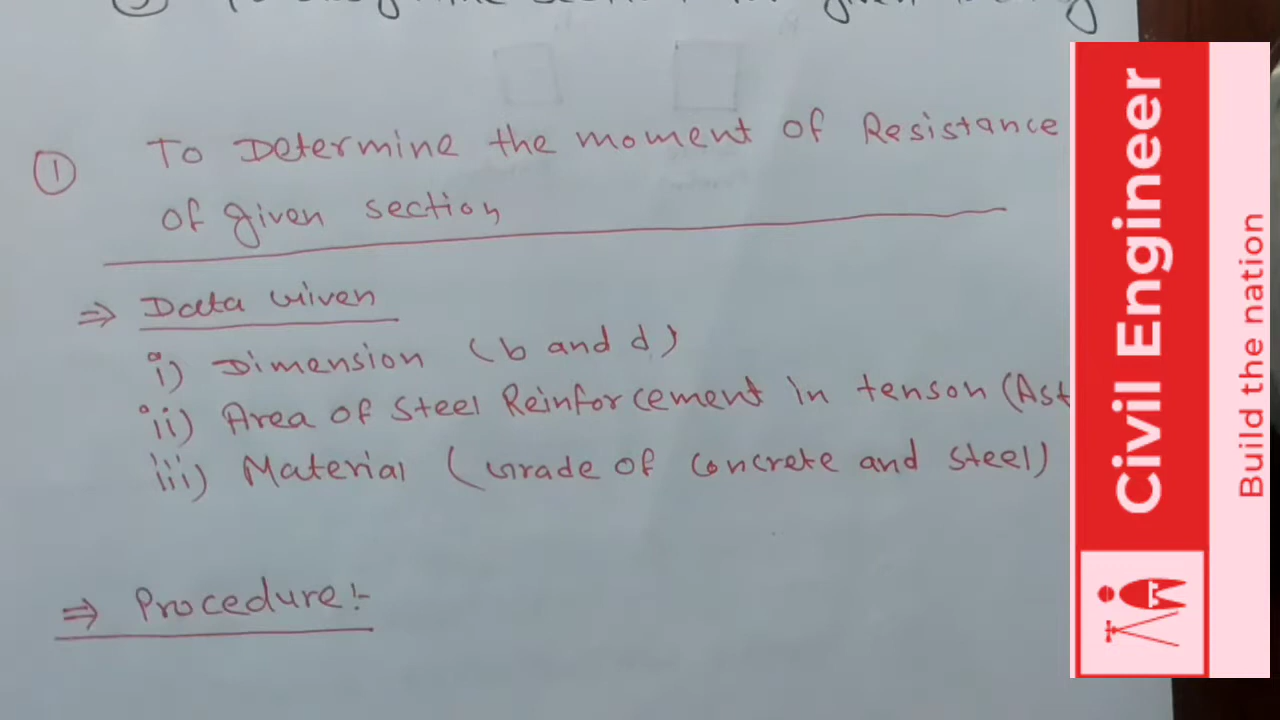 To Determine the moment of Resistance
1
of given section
⇒ Data Given
i) Dimension (b and d)
ii) Area of Steel Reinforcement in tenson (Ast
iii) Material (Grade of Concrete and steel)
⇒ Procedure:-
Civil Engineer
Build the nation